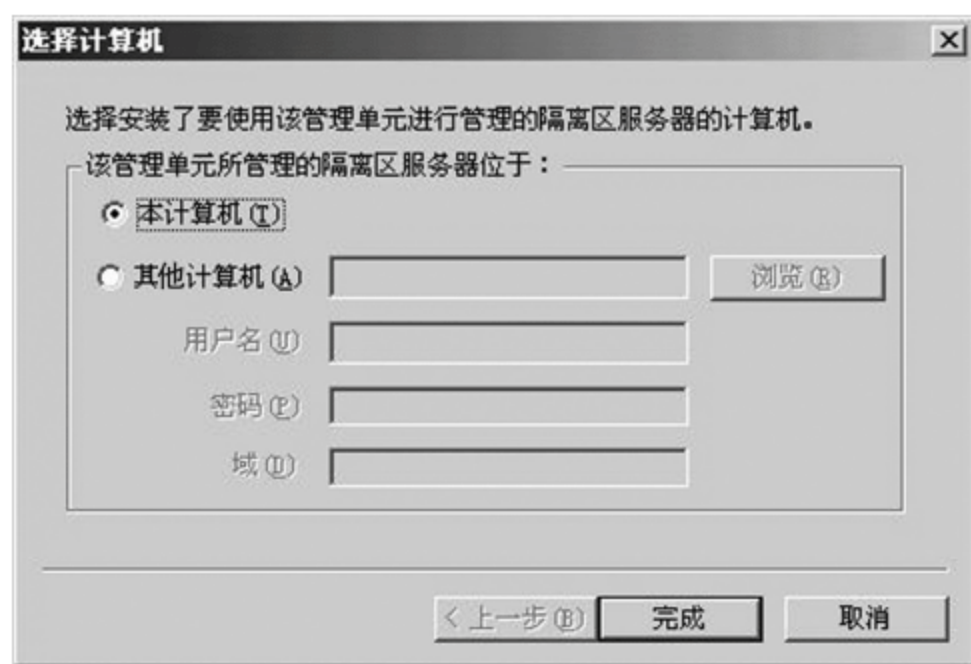 选择计算机
选择安装了要使用该管理单元进行管理的隔离区服务器的计算机。
该管理单元所管理的隔离区服务器位于：
本计算机(T)
其他计算机(A) 浏览(R)
用户名(U)
密码(P)
域(D)
< 上一步(B) 完成 取消